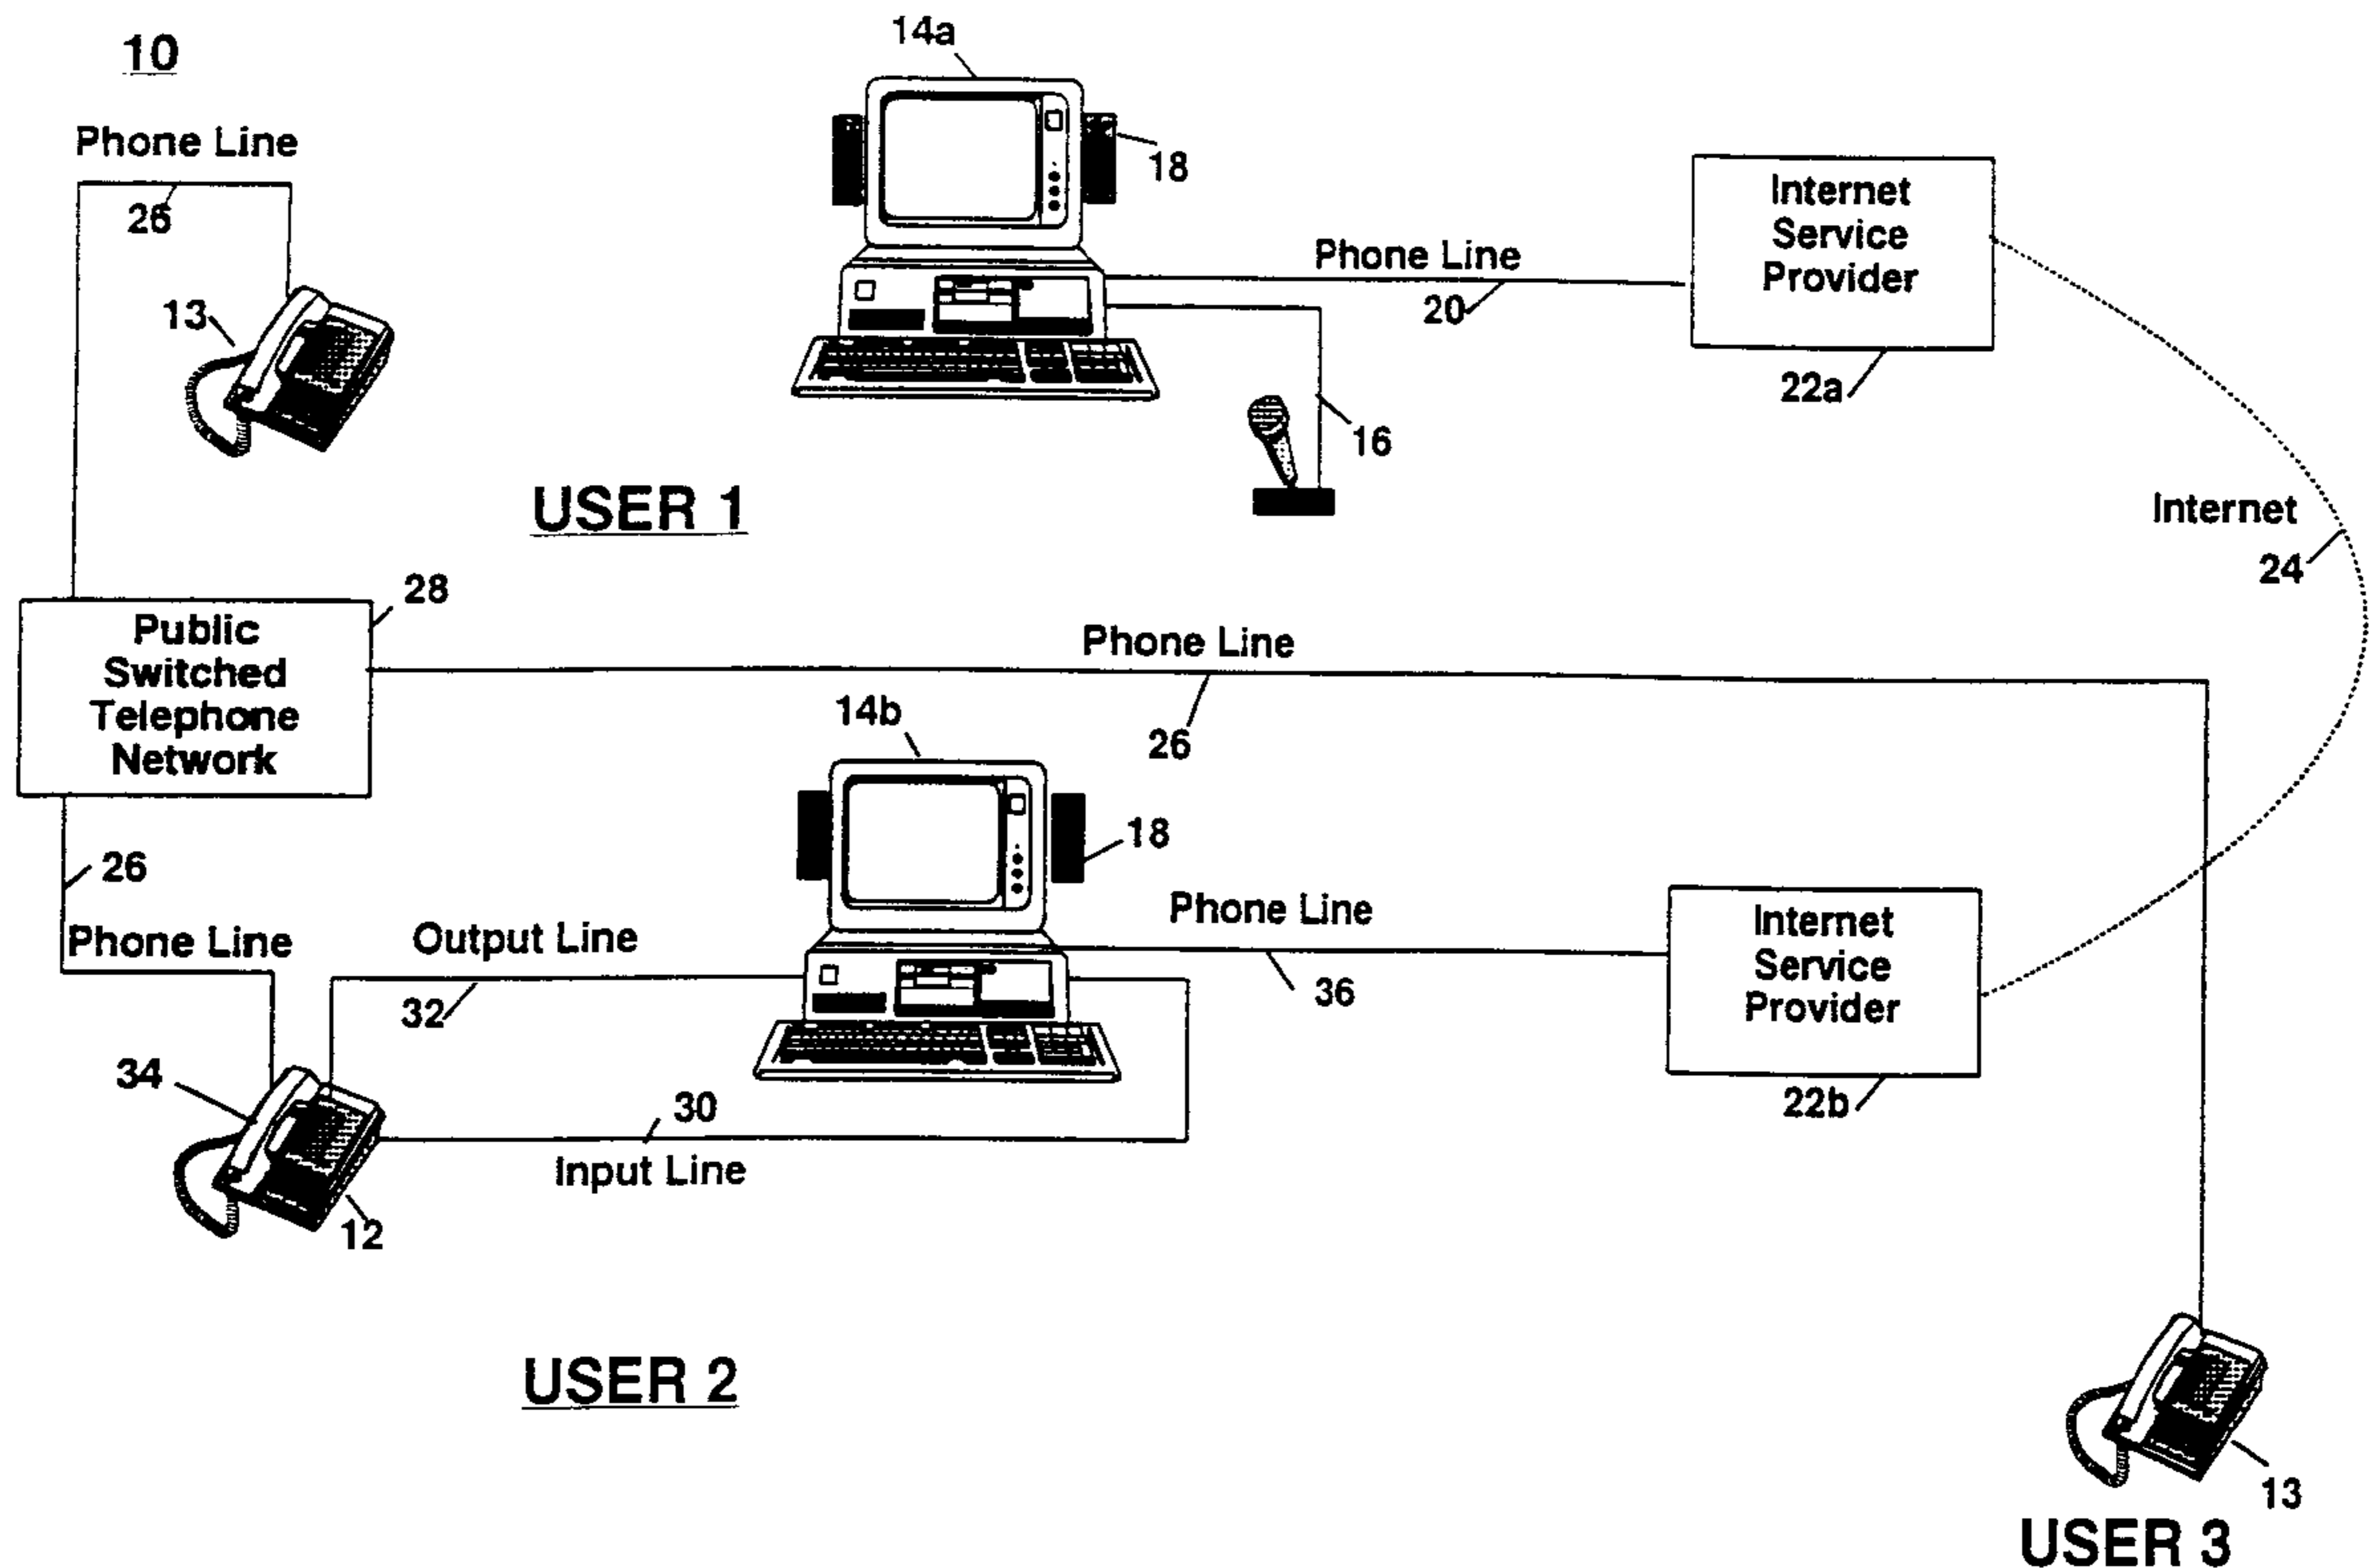 10
14a
Phone Line
26
18
Internet
Service
Provider
Phone Line
20
13
22a
16
USER 1
Internet
24
28
Public
Switched
Telephone
Network
Phone Line
26
14b
26
18
Phone Line
Output Line
32
Phone Line
36
Internet
Service
Provider
34
30
22b
Input Line
12
USER 2
13
USER 3